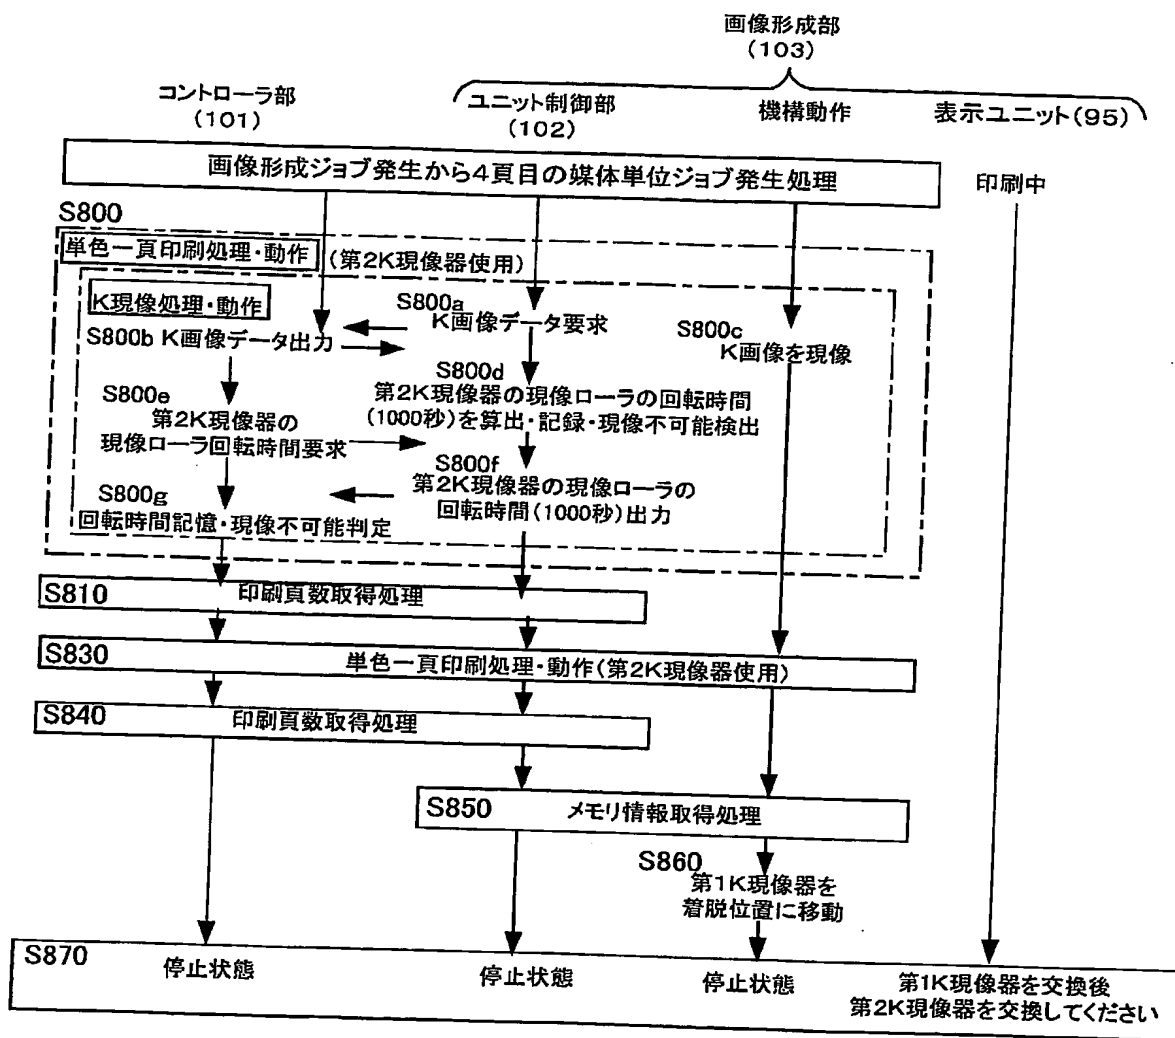 画像形成部
(103)
コントローラ部
(101)
ユニット制御部
(102)
機構動作
表示ユニット(95)
画像形成ジョブ発生から4頁目の媒体単位ジョブ発生処理
印刷中
S800
単色一頁印刷処理・動作
(第2K現像器使用)
K現像処理・動作
S800a
K画像データ要求
S800b K画像データ出力
S800c
K画像を現像
S800d
第2K現像器の現像ローラの回転時間
(1000秒)を算出・記録・現像不可能検出
S800e
第2K現像器の
現像ローラ回転時間要求
S800f
第2K現像器の現像ローラの
回転時間(1000秒)出力
S800g
回転時間記憶・現像不可能判定
S810 印刷頁数取得処理
S830 単色一頁印刷処理・動作(第2K現像器使用)
S840 印刷頁数取得処理
S850 メモリ情報取得処理
S860
第1K現像器を
着脱位置に移動
S870 停止状態 停止状態 停止状態
第1K現像器を交換後
第2K現像器を交換してください